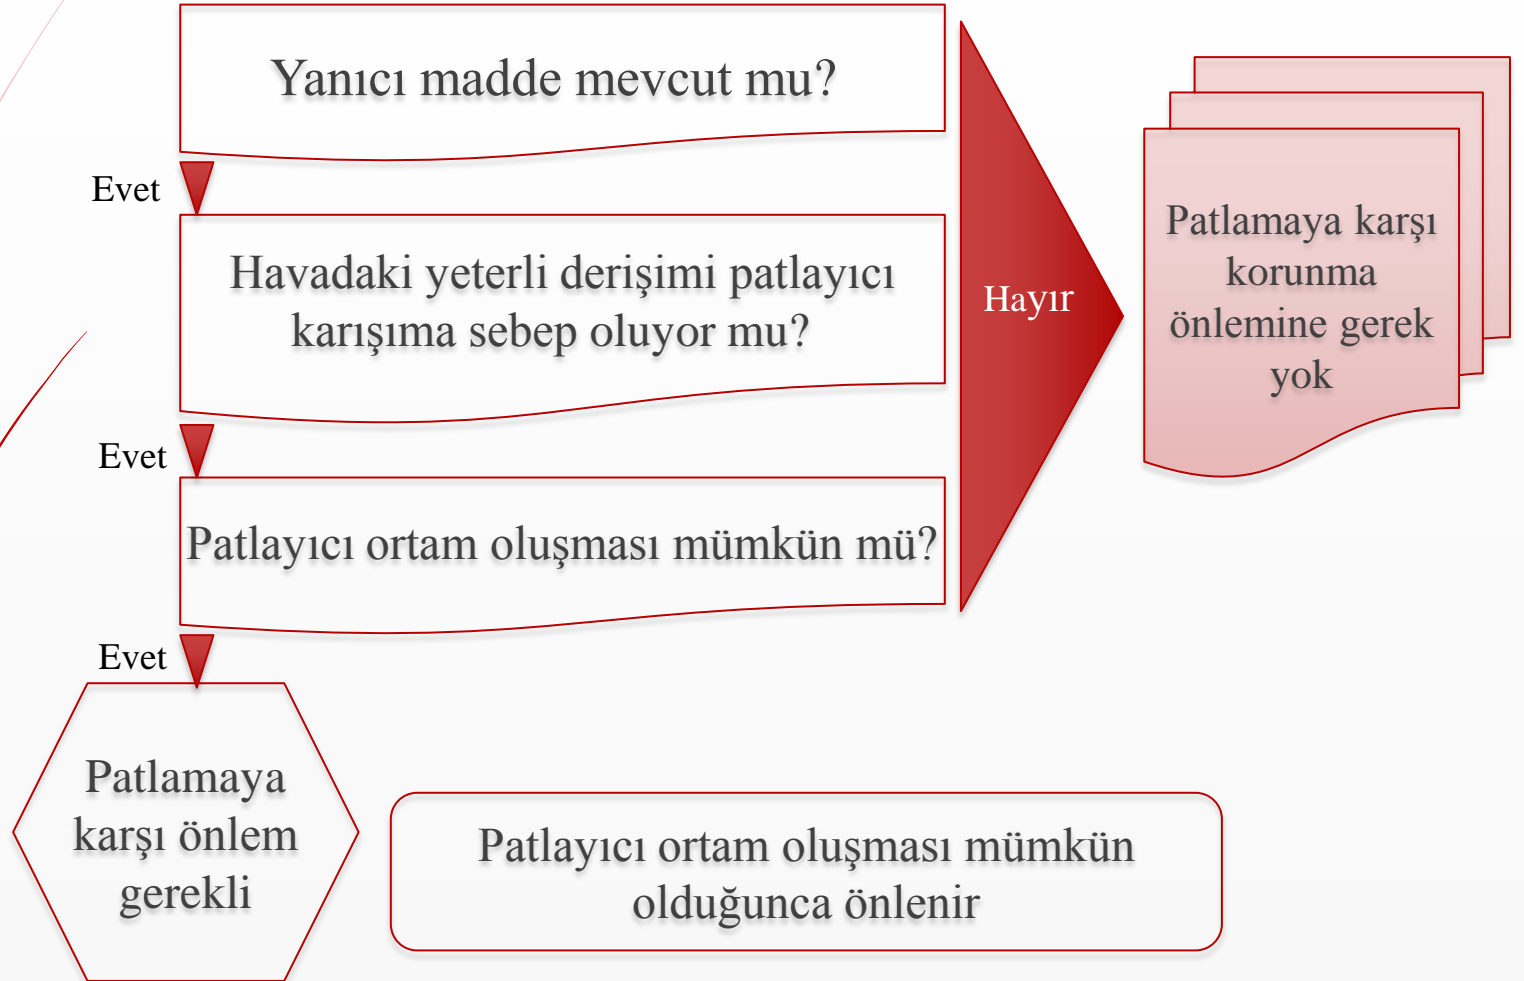 Yanıcı madde mevcut mu?
Evet
Havadaki yeterli derişimi patlayıcı
karışıma sebep oluyor mu?
Hayır
Patlamaya karşı
korunma
önlemine gerek
yok
Evet
Patlayıcı ortam oluşması mümkün mü?
Evet
Patlamaya
karşı önlem
gerekli
Patlayıcı ortam oluşması mümkün
olduğunca önlenir